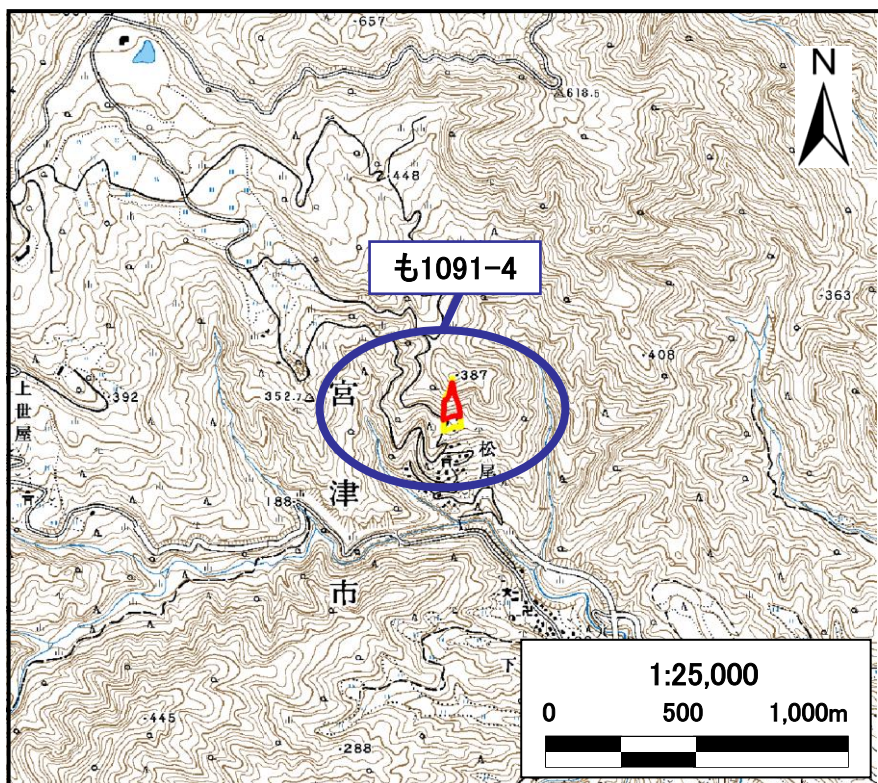 ・657
N
△618.5
・448
も1091-4
・363
・408
・387
・392
352.7△
上世屋
宮津市
松尾
188
下
1:25,000
0 500 1,000m
・445
・288